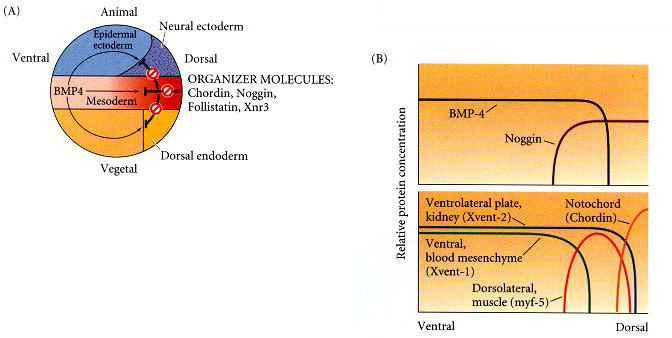 (A)
Animal
Epidermal
ectoderm
Neural ectoderm
Ventral
Dorsal
BMP4
Mesoderm
ORGANIZER MOLECULES:
Chordin, Noggin,
Follistatin, Xnr3
Dorsal endoderm
Vegetal
(B)
Relative protein concentration
BMP-4
Noggin
Ventrolateral plate,
kidney (Xvent-2)
Notochord
(Chordin)
Ventral,
blood mesenchyme
(Xvent-1)
Dorsolateral,
muscle (myf-5)
Ventral
Dorsal